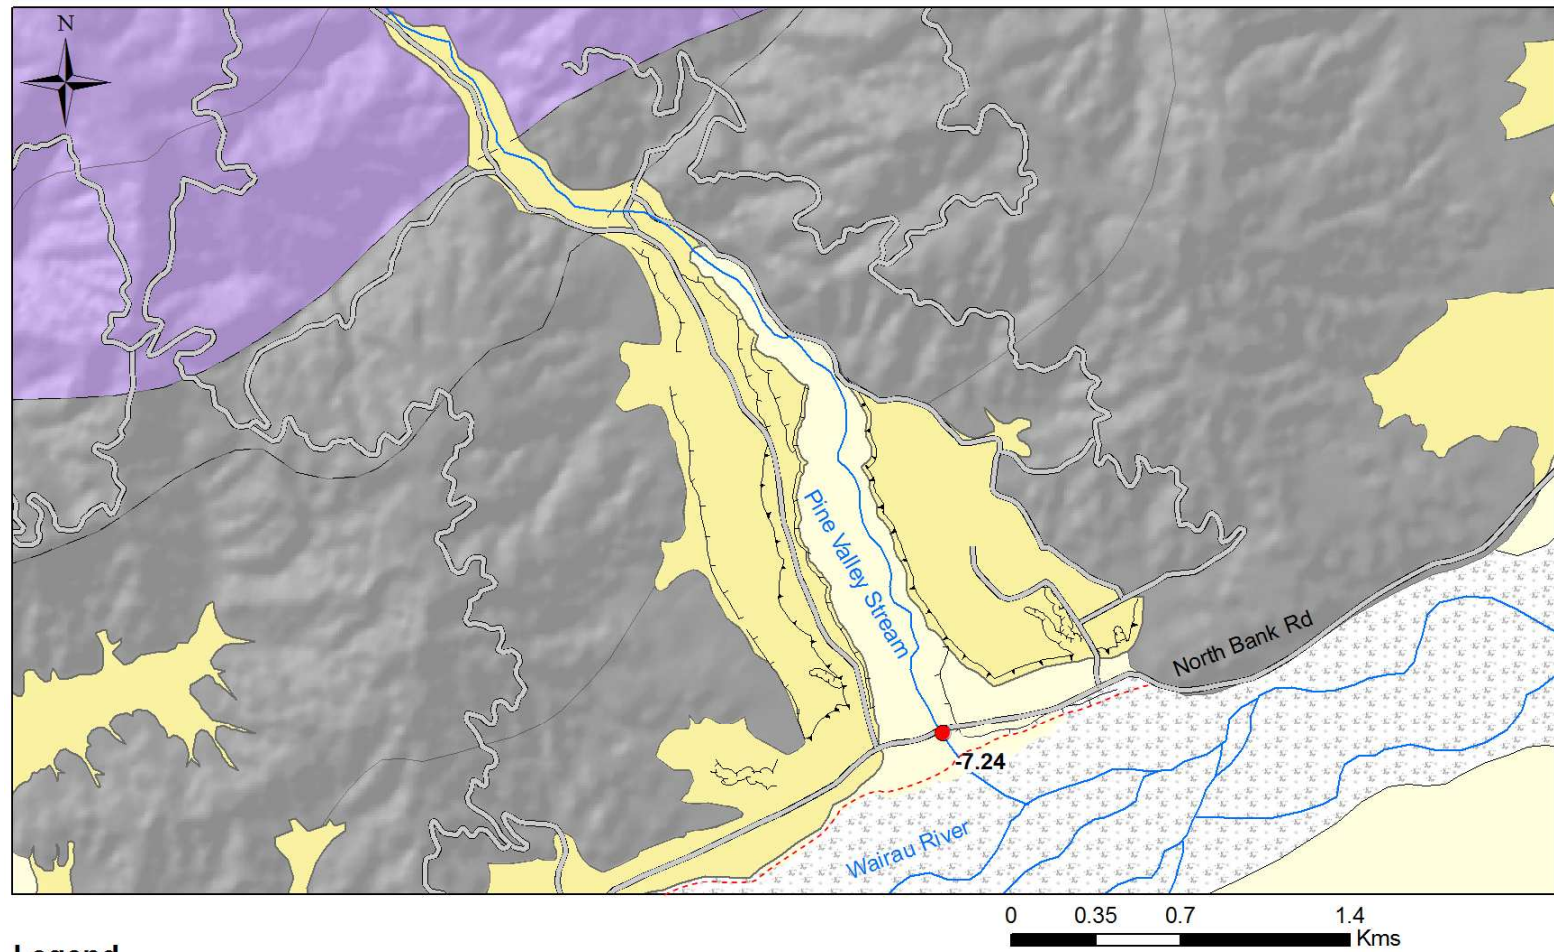 N
Pine Valley Stream
North Bank Rd
-7.24
Wairau River
0 0.35 0.7 1.4
Kms
Legend